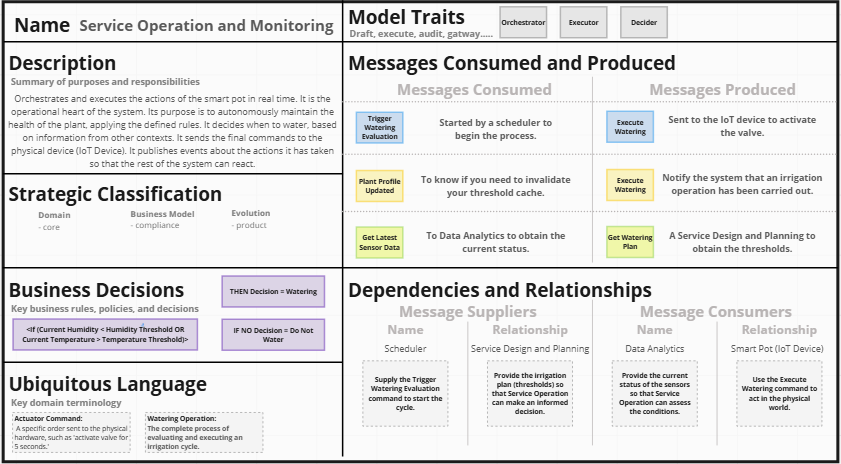 Name Service Operation and Monitoring
Model Traits
Draft, execute, audit, gatway.....
Orchestrator
Executor
Decider
Description
Summary of purposes and responsibilities
Orchestrates and executes the actions of the smart pot in real time. It is the
operational heart of the system. Its purpose is to autonomously maintain the
health of the plant, applying the defined rules. It decides when to water, based
on information from other contexts. It sends the final commands to the
physical device (IoT Device). It publishes events about the actions it has taken
so that the rest of the system can react.
Messages Consumed and Produced
Messages Consumed
Trigger
Watering
Evaluation
Started by a scheduler to
begin the process.
Plant Profile
Updated
To know if you need to invalidate
your threshold cache.
Get Latest
Sensor Data
To Data Analytics to obtain the
current status.
Messages Produced
Execute
Watering
Sent to the IoT device to activate
the valve.
Execute
Watering
Notify the system that an irrigation
operation has been carried out.
Get Watering
Plan
A Service Design and Planning to
obtain the thresholds.
Strategic Classification
Domain
- core
Business Model
- compliance
Evolution
- product
Business Decisions
Key business rules, policies, and decisions
<If (Current Humidity < Humidity Threshold OR
Current Temperature > Temperature Threshold)>
THEN Decision = Watering
IF NO Decision = Do Not
Water
Ubiquitous Language
Key domain terminology
Actuator Command:
A specific order sent to the physical
hardware, such as 'activate valve for
5 seconds.'
Watering Operation:
The complete process of
evaluating and executing an
irrigation cycle.
Dependencies and Relationships
Message Suppliers
Name
Relationship
Scheduler
Service Design and Planning
Supply the Trigger
Watering Evaluation
command to start the
cycle.
Provide the irrigation
plan (thresholds) so
that Service Operation
can make an informed
decision.
Message Consumers
Name
Relationship
Data Analytics
Smart Pot (IoT Device)
Provide the current
status of the sensors
so that Service
Operation can assess
the conditions.
Use the Execute
Watering command to
act in the physical
world.